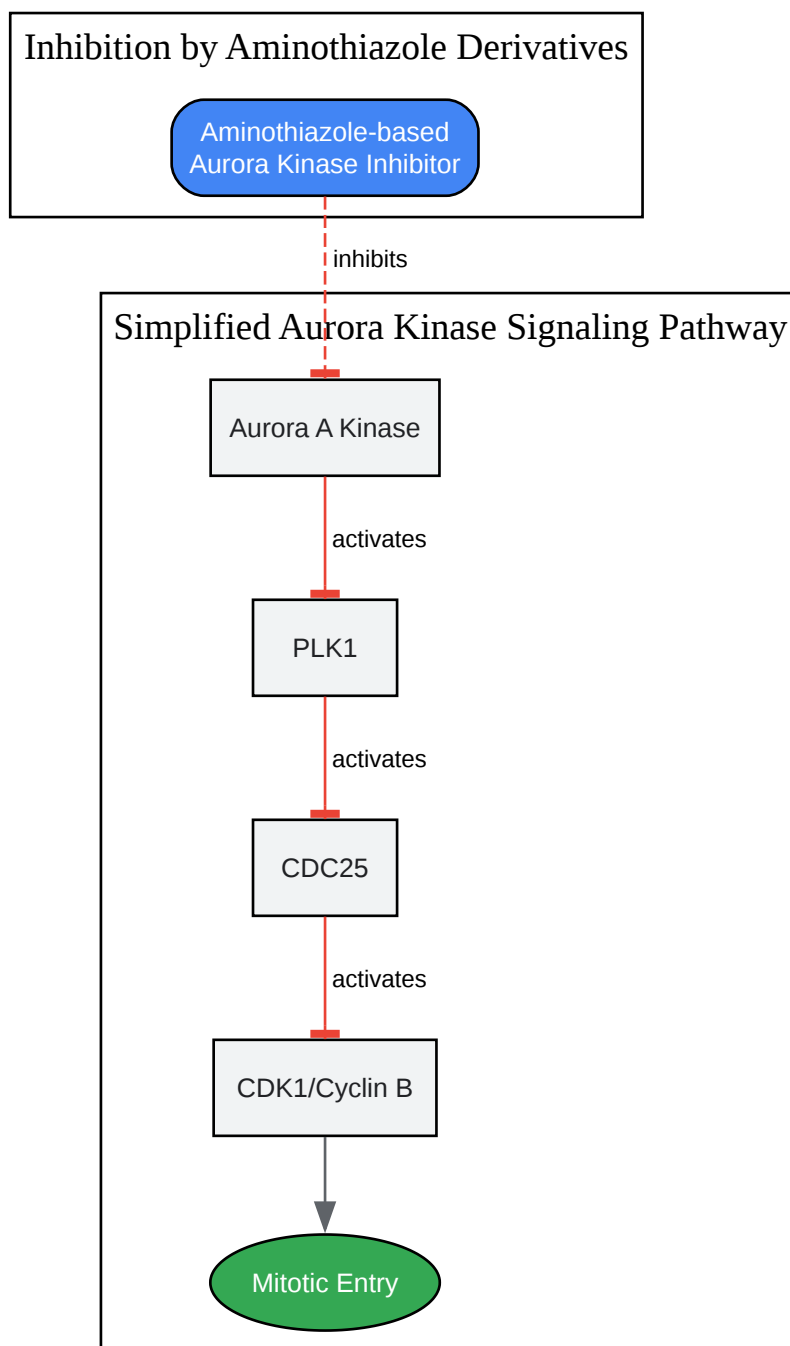 Inhibition by Aminothiazole Derivatives
Aminothiazole-based
Aurora Kinase Inhibitor
inhibits
Simplified Aurora Kinase Signaling Pathway
Aurora A Kinase
activates
PLK1
activates
CDC25
activates
CDK1/Cyclin B
Mitotic Entry